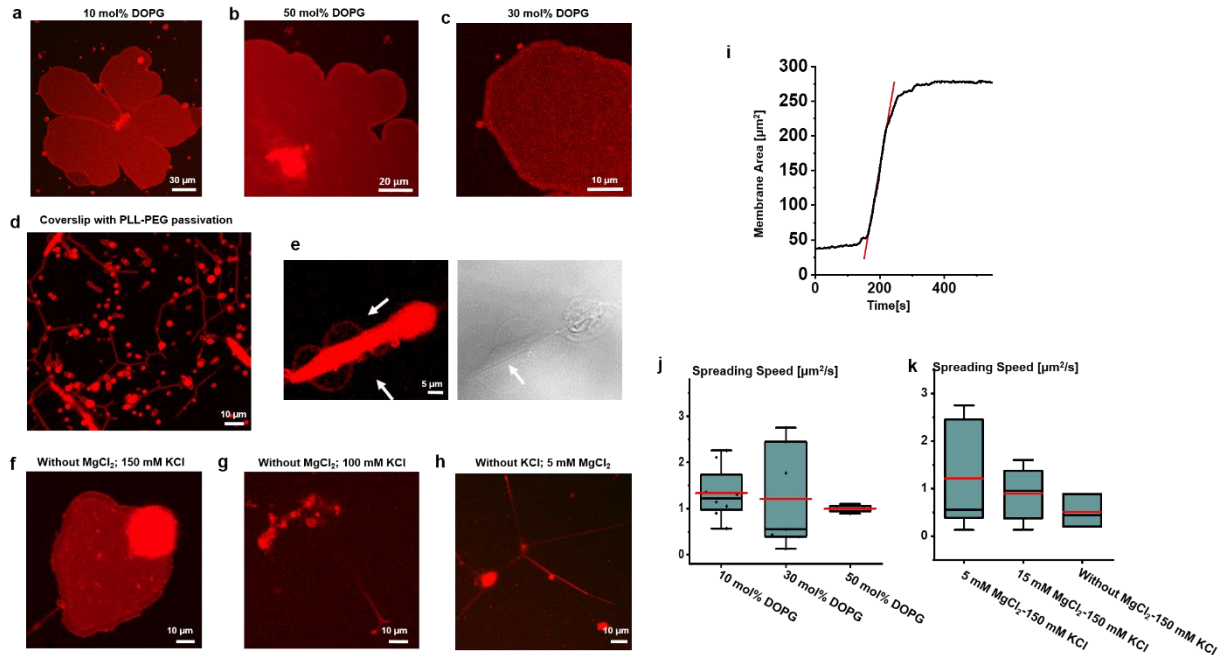 a
10 mol% DOPG
30 µm
b
50 mol% DOPG
20 µm
c
30 mol% DOPG
10 µm
d
Coverslip with PLL-PEG passivation
10 µm
e
5 µm
f
Without MgCl₂; 150 mM KCl
10 µm
g
Without MgCl₂; 100 mM KCl
10 µm
h
Without KCl; 5 mM MgCl₂
10 µm
i
Membrane Area [µm²]
300
250
200
150
100
50
0
0
200
400
Time[s]
j
Spreading Speed [µm²/s]
3
2
1
0
10 mol% DOPG
30 mol% DOPG
50 mol% DOPG
k
Spreading Speed [µm²/s]
3
2
1
0
5 mM MgCl₂-150 mM KCl
15 mM MgCl₂-150 mM KCl
Without MgCl₂-150 mM KCl